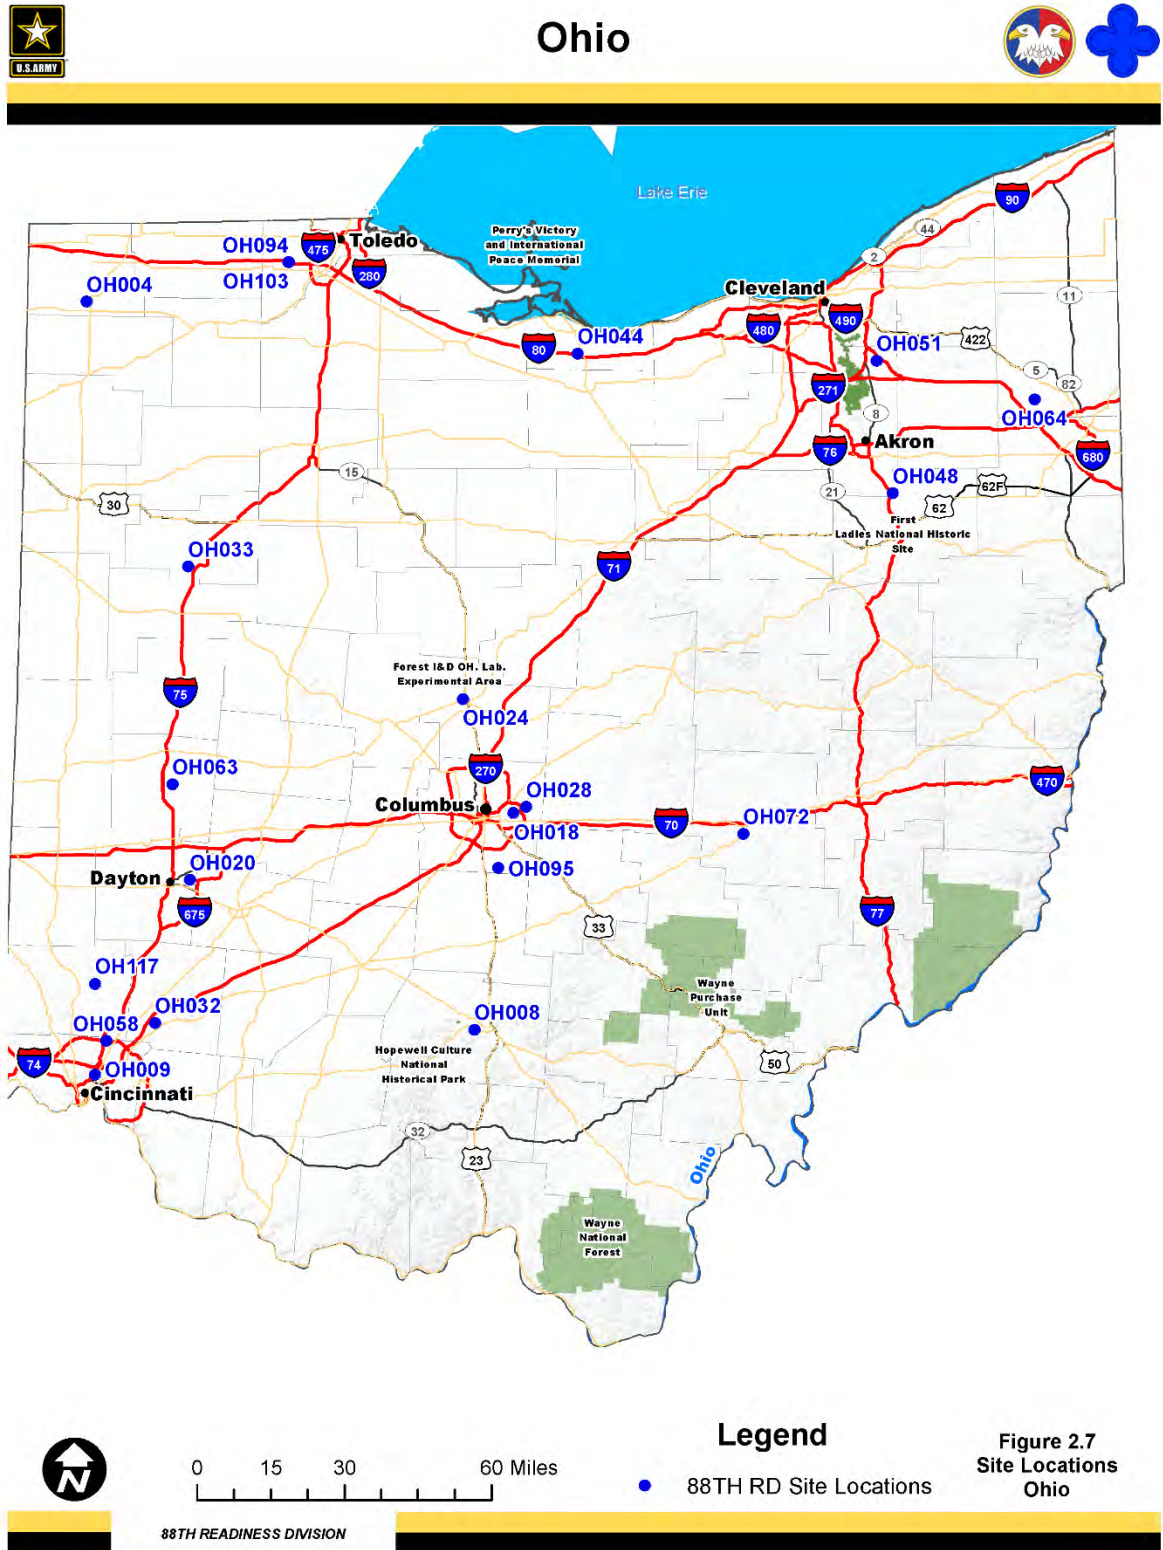 Ohio
U.S.ARMY
Lake Erie
90
44
Perry's Victory
and International
Peace Memorial
OH094
475
Toledo
2
OH103
280
OH004
Cleveland
11
490
480
OH044
422
OH051
80
5
271
82
8
OH064
Akron
76
680
15
OH048
62F
21
30
62
First
Ladies National Historic
Site
OH033
71
Forest I&D OH. Lab.
Experimental Area
75
OH024
OH063
270
470
OH028
Columbus
OH072
70
OH018
OH020
OH095
Dayton
675
77
33
OH117
Wayne
Purchase
Unit
OH032
OH008
OH058
Hopewell Culture
National
Historical Park
74
50
OH009
Cincinnati
32
23
Ohio
Wayne
National
Forest
Legend
Figure 2.7
Site Locations
Ohio
N
0 15 30 60 Miles
88TH RD Site Locations
88TH READINESS DIVISION